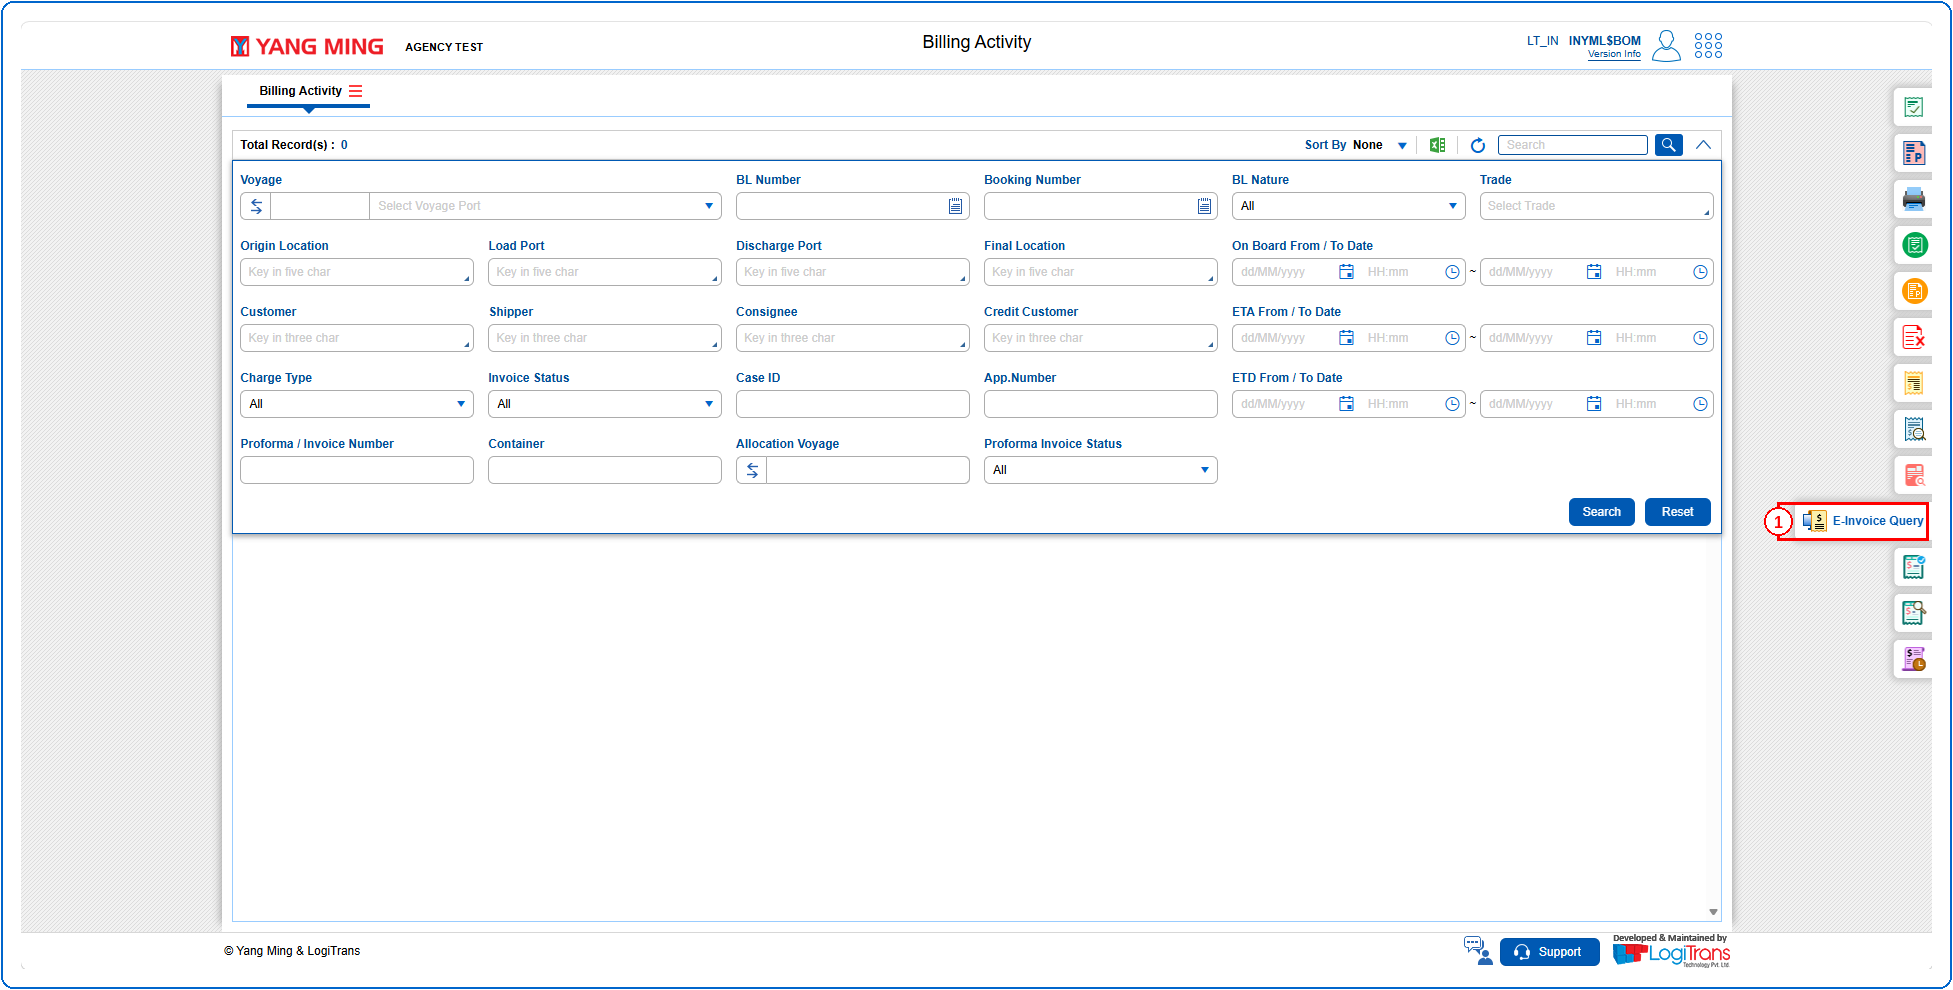 YANG MING AGENCY TEST
Billing Activity
LT_IN INYML$BOM
Version Info
Billing Activity
Total Record(s) : 0
Sort By None
Search
Voyage
BL Number
Booking Number
BL Nature
Trade
Select Voyage Port
All
Select Trade
Origin Location
Load Port
Discharge Port
Final Location
On Board From / To Date
Key in five char
Key in five char
Key in five char
Key in five char
dd/MM/yyyy HH:mm ~ dd/MM/yyyy HH:mm
Customer
Shipper
Consignee
Credit Customer
ETA From / To Date
Key in three char
Key in three char
Key in three char
Key in three char
dd/MM/yyyy HH:mm ~ dd/MM/yyyy HH:mm
Charge Type
Invoice Status
Case ID
App.Number
ETD From / To Date
All
All
dd/MM/yyyy HH:mm ~ dd/MM/yyyy HH:mm
Proforma / Invoice Number
Container
Allocation Voyage
Proforma Invoice Status
All
Search
Reset
1 E-Invoice Query
© Yang Ming & LogiTrans
Support
Developed & Maintained by
LogiTrans
Technology Pvt. Ltd.